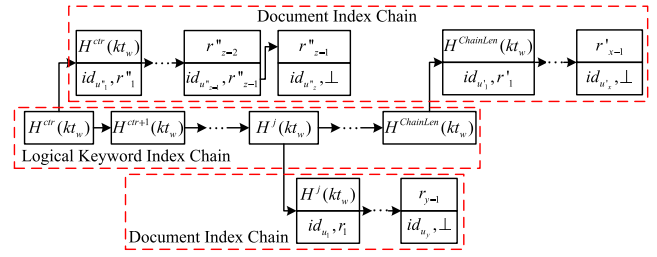 Document Index Chain
H^{ctr}(kt_w) ··· r''_{z-2} r''_{z-1} H^{ChainLen}(kt_w) ··· r'_{x-1}
id_{u''_1}, r''_1 id_{u''_{z-1}}, r''_{z-1} id_{u''_z}, ⊥ id_{u'_1}, r'_1 id_{u'_x}, ⊥
H^{ctr}(kt_w) H^{ctr+1}(kt_w) ··· H^j(kt_w) ··· H^{ChainLen}(kt_w)
Logical Keyword Index Chain
H^j(kt_w) ··· r_{y-1}
id_{u_1}, r_1 id_{u_y}, ⊥
Document Index Chain